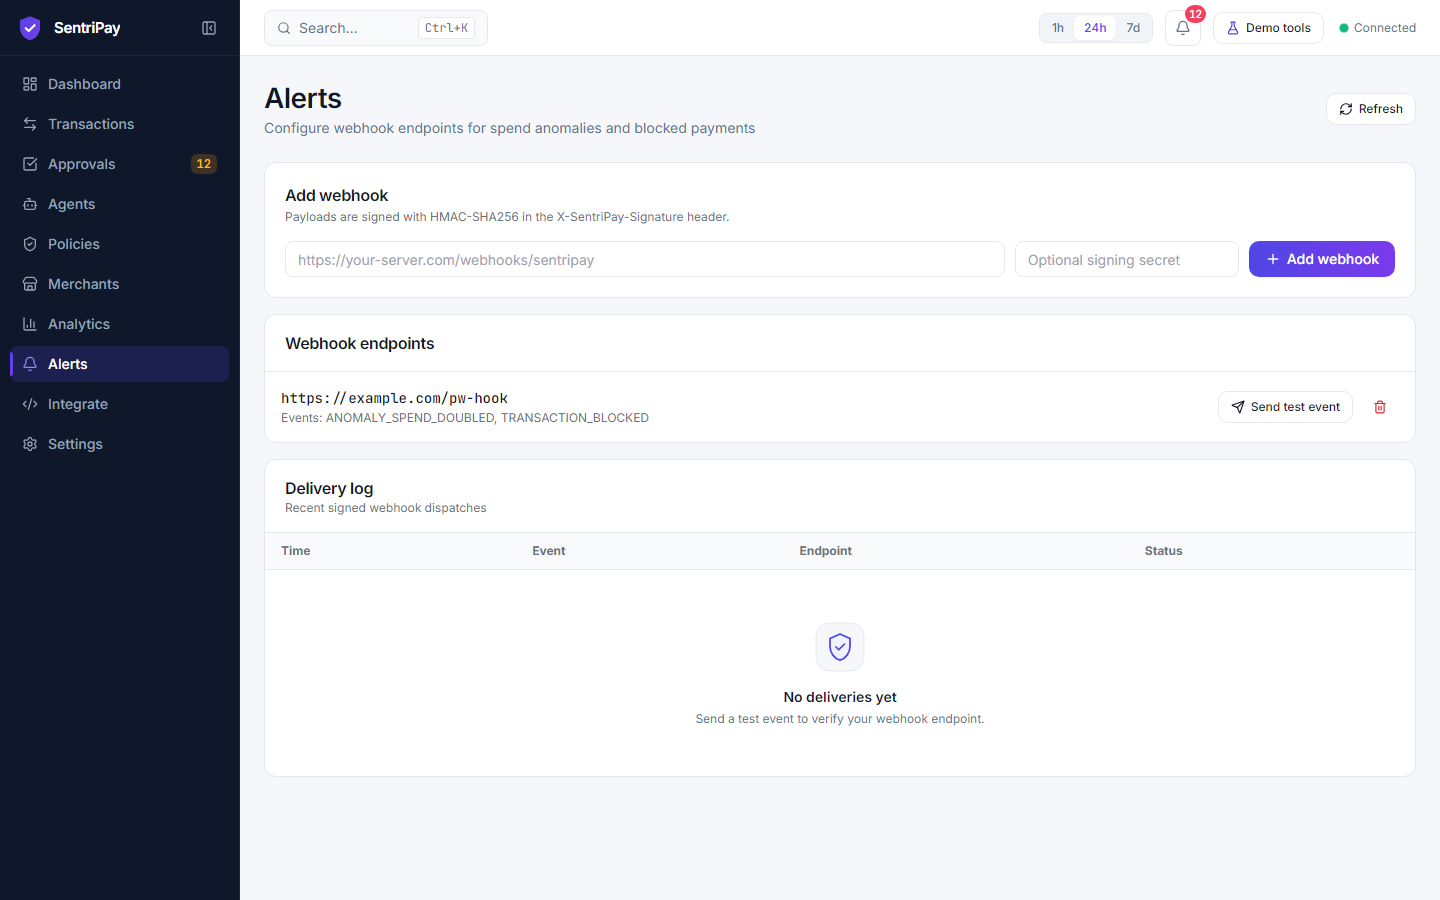 SentriPay
Search...
Ctrl+K
1h
24h
7d
12
Demo tools
Connected
Dashboard
Transactions
Approvals
12
Agents
Policies
Merchants
Analytics
Alerts
Integrate
Settings
Alerts
Configure webhook endpoints for spend anomalies and blocked payments
Refresh
Add webhook
Payloads are signed with HMAC-SHA256 in the X-SentriPay-Signature header.
https://your-server.com/webhooks/sentripay
Optional signing secret
Add webhook
Webhook endpoints
https://example.com/pw-hook
Events: ANOMALY_SPEND_DOUBLED, TRANSACTION_BLOCKED
Send test event
Delivery log
Recent signed webhook dispatches
Time
Event
Endpoint
Status
No deliveries yet
Send a test event to verify your webhook endpoint.